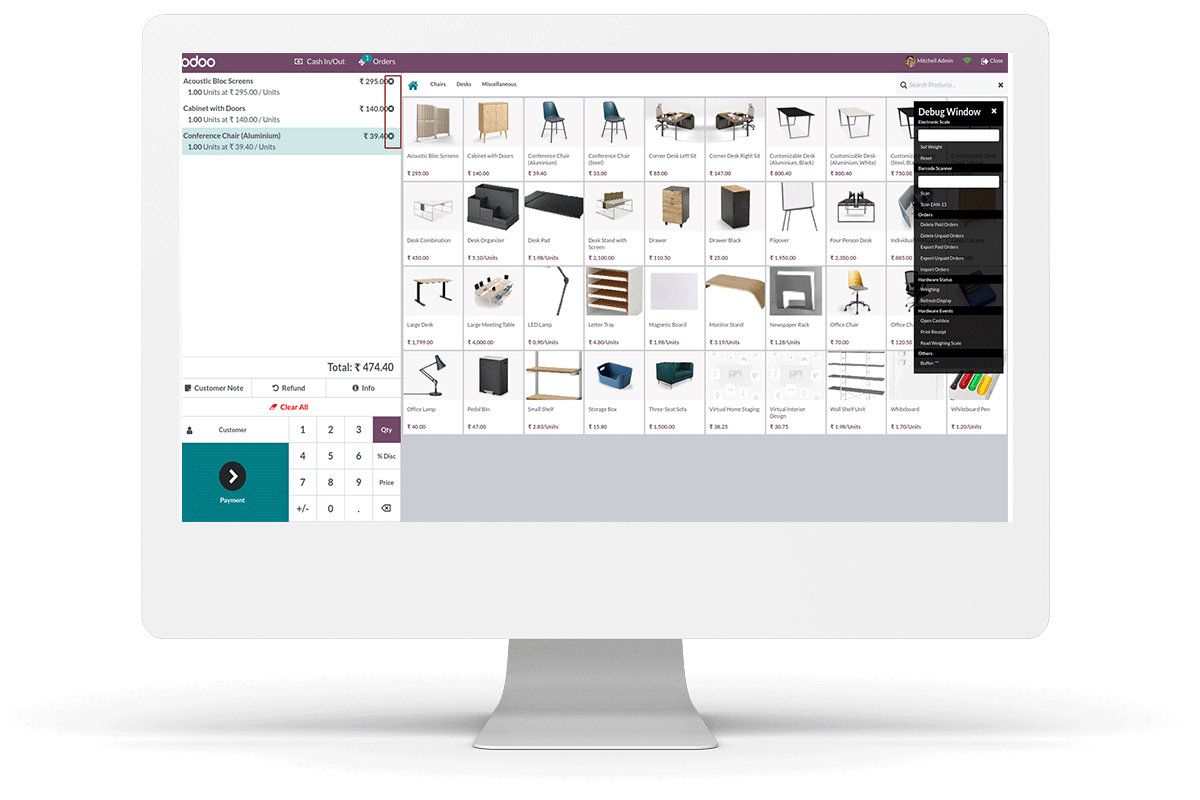 odoo
Cash In/Out
1
Orders
Mitchell Admin
Close
Acoustic Bloc Screens ₹ 295.00
1.00 Units at ₹ 295.00 / Units
Cabinet with Doors ₹ 140.00
1.00 Units at ₹ 140.00 / Units
Conference Chair (Aluminium) ₹ 39.40
1.00 Units at ₹ 39.40 / Units
Total: ₹ 474.40
Customer Note
Refund
Info
Clear All
Customer
1 2 3 Qty
4 5 6 % Disc
7 8 9 Price
+/- 0 .
Payment
Chairs Desks Miscellaneous
Search Products...
Acoustic Bloc Screens
₹ 295.00
Cabinet with Doors
₹ 140.00
Conference Chair
(Aluminium)
₹ 39.40
Conference Chair
(Steel)
₹ 33.00
Corner Desk Left Sit
₹ 85.00
Corner Desk Right Sit
₹ 147.00
Customizable Desk
(Aluminium, Black)
₹ 800.40
Customizable Desk
(Aluminium, White)
₹ 800.40
₹ 750.00
Desk Combination
₹ 450.00
Desk Organizer
₹ 5.10/Units
Desk Pad
₹ 1.98/Units
Desk Stand with
Screen
₹ 2,100.00
Drawer
₹ 110.50
Drawer Black
₹ 25.00
Flipover
₹ 1,950.00
Four Person Desk
₹ 2,350.00
Individual
₹ 885.00
Large Desk
₹ 1,799.00
Large Meeting Table
₹ 4,000.00
LED Lamp
₹ 0.90/Units
Letter Tray
₹ 4.80/Units
Magnetic Board
₹ 1.98/Units
Monitor Stand
₹ 3.19/Units
Newspaper Rack
₹ 1.28/Units
Office Chair
₹ 70.00
₹ 120.50
Office Lamp
₹ 40.00
Pedal Bin
₹ 47.00
Small Shelf
₹ 2.83/Units
Storage Box
₹ 15.80
Three-Seat Sofa
₹ 1,500.00
Virtual Home Staging
₹ 38.25
Virtual Interior
Design
₹ 30.75
Wall Shelf Unit
₹ 1.98/Units
Whiteboard
₹ 1.70/Units
Whiteboard Pen
₹ 1.20/Units
Debug Window
Electronic Scale
Set Weight
Reset
Barcode Scanner
Scan
Scan EAN-13
Orders
Delete Paid Orders
Delete Unpaid Orders
Export Paid Orders
Export Unpaid Orders
Import Orders
Hardware Status
Weighing
Refresh Display
Hardware Events
Open Cashbox
Print Receipt
Read Weighing Scale
Others
Buffer: ""